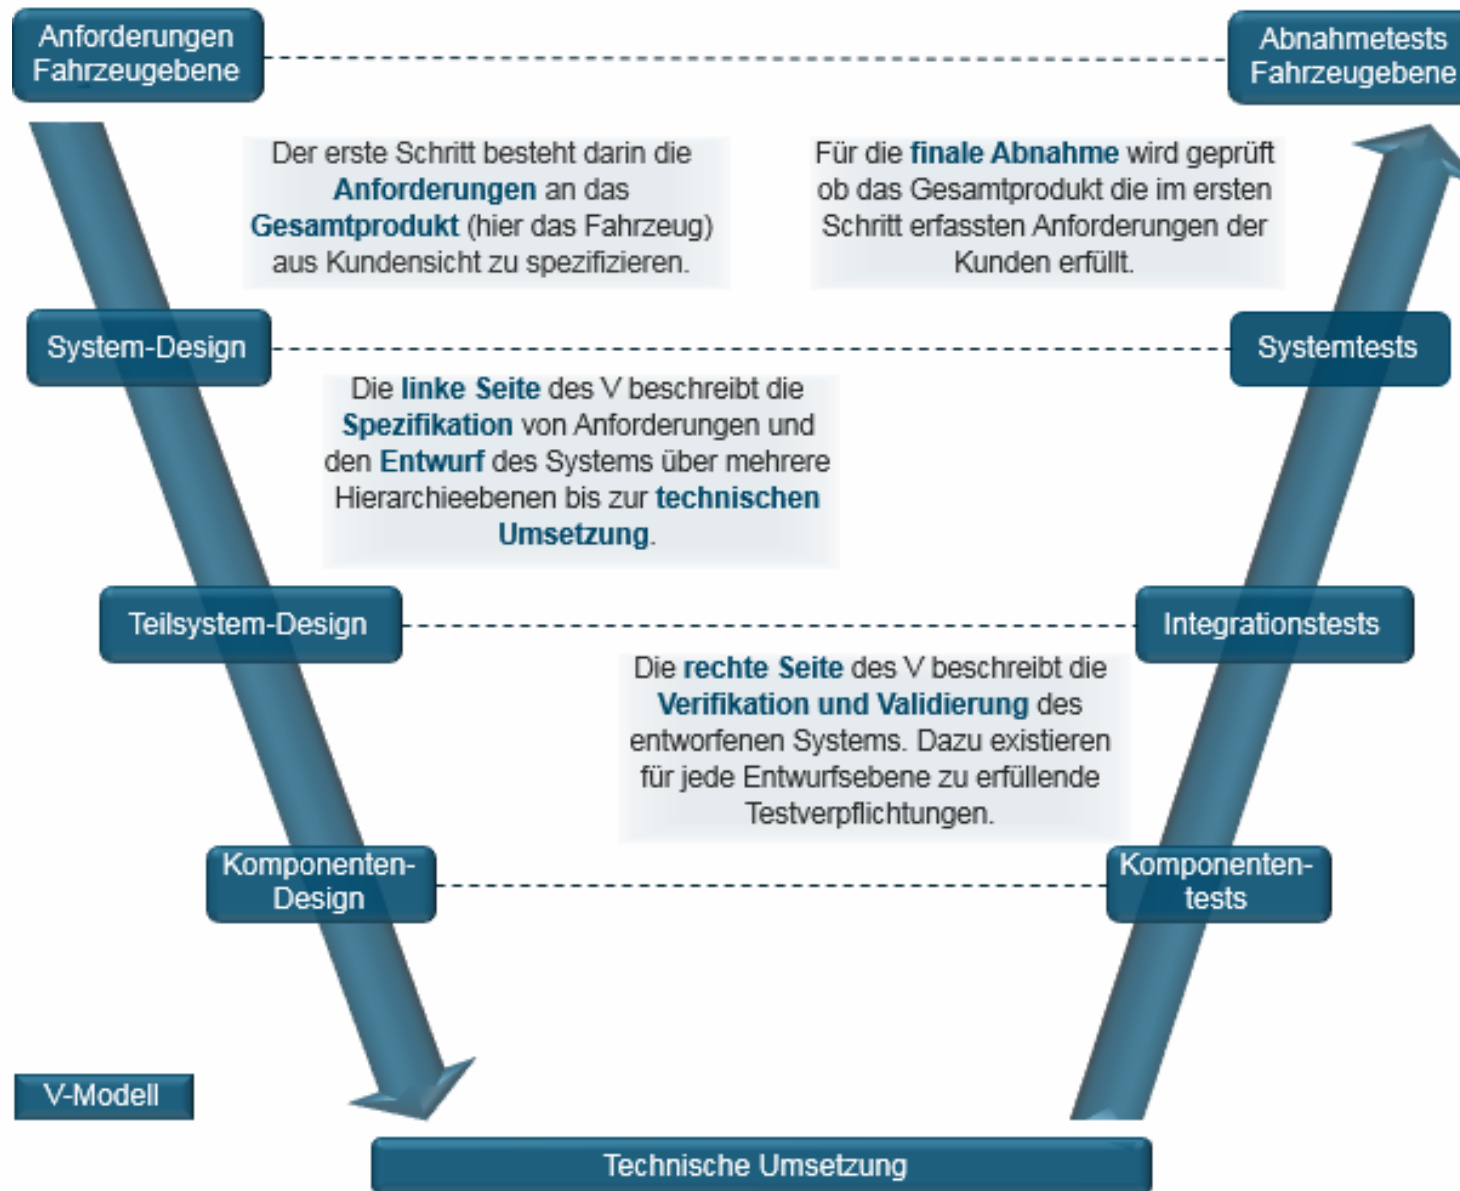 Anforderungen
Fahrzeugebene
Abnahmetests
Fahrzeugebene
Der erste Schritt besteht darin die
Anforderungen an das
Gesamtprodukt (hier das Fahrzeug)
aus Kundensicht zu spezifizieren.
Für die finale Abnahme wird geprüft
ob das Gesamtprodukt die im ersten
Schritt erfassten Anforderungen der
Kunden erfüllt.
System-Design
Systemtests
Die linke Seite des V beschreibt die
Spezifikation von Anforderungen und
den Entwurf des Systems über mehrere
Hierarchieebenen bis zur technischen
Umsetzung.
Teilsystem-Design
Integrationstests
Die rechte Seite des V beschreibt die
Verifikation und Validierung des
entworfenen Systems. Dazu existieren
für jede Entwurfsebene zu erfüllende
Testverpflichtungen.
Komponenten-
Design
Komponenten-
tests
V-Modell
Technische Umsetzung